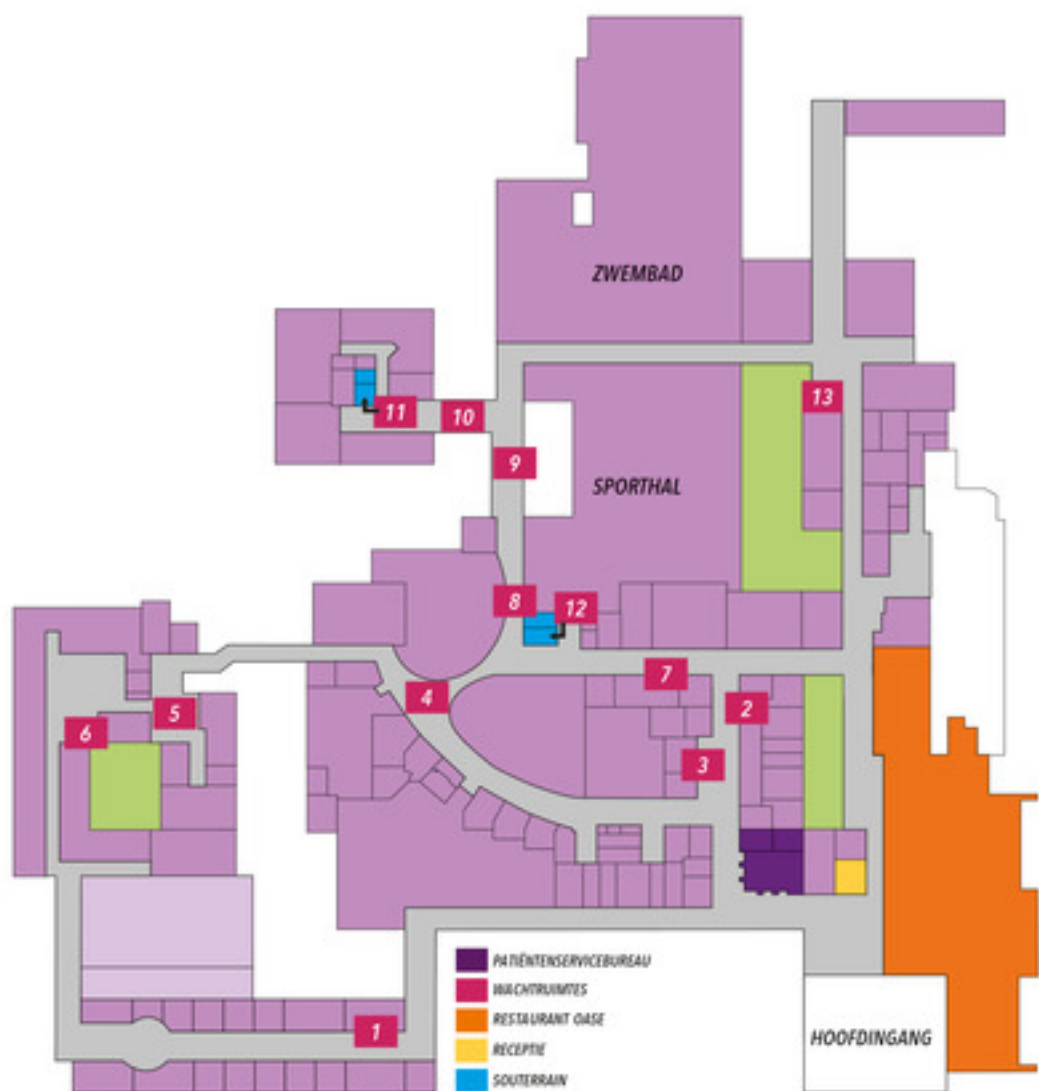 ZWEMBAD
13
11
10
9
SPORTHAL
8
12
7
4
2
5
6
3
PATIËNTENSERVICEBUREAU
WACHTRUIMTES
RESTAURANT OASE
RECEPTIE
SOUTERRAIN
1
HOOFDINGANG